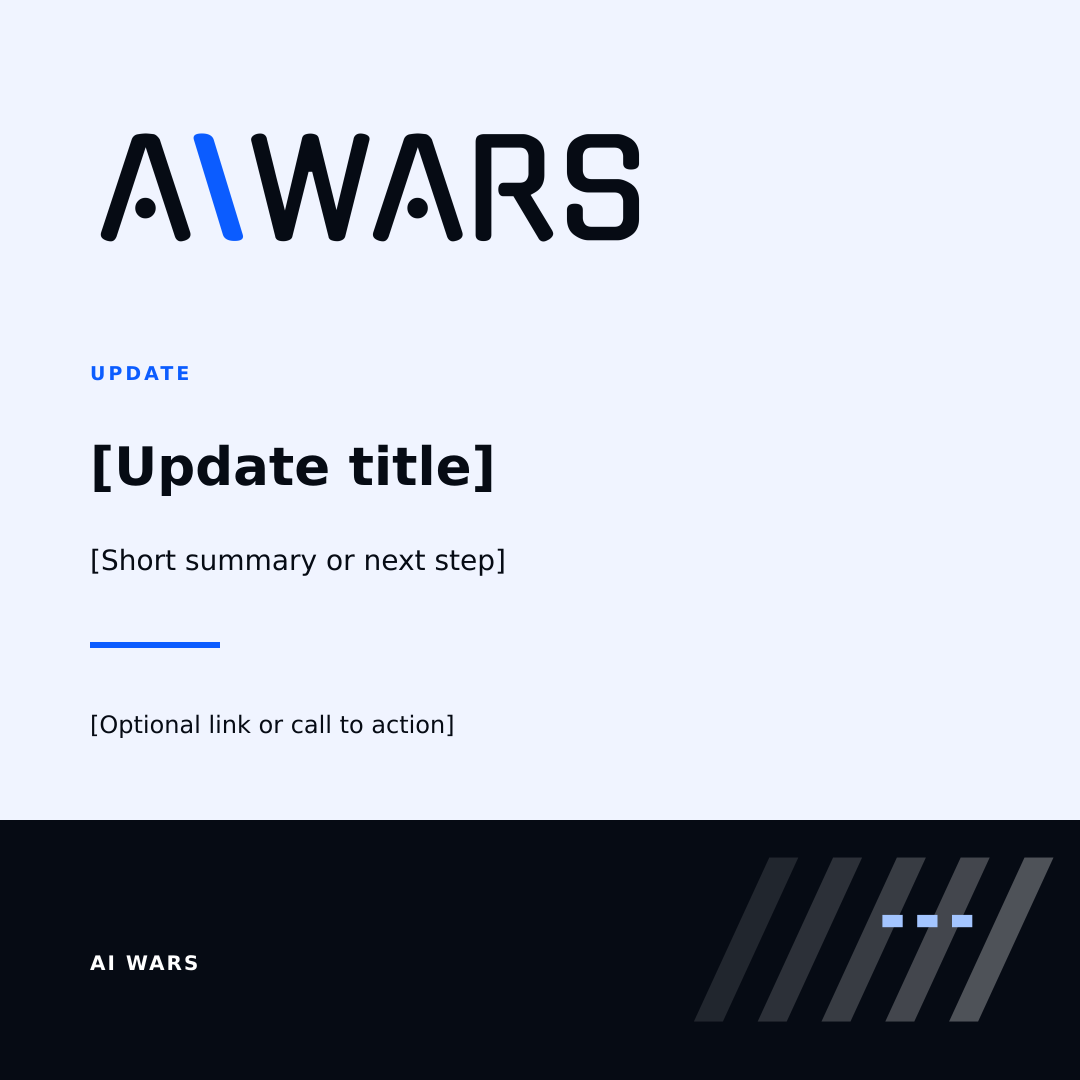 AIWARS
UPDATE
[Update title]
[Short summary or next step]
[Optional link or call to action]
AI WARS